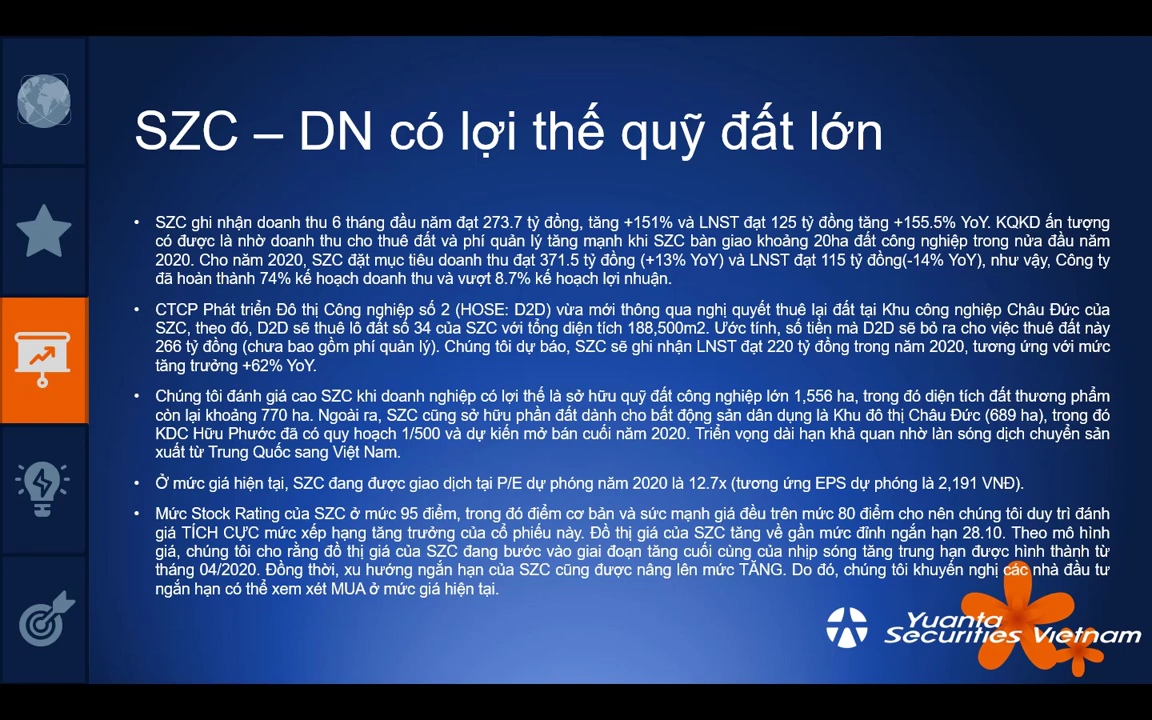 SZC – DN có lợi thế quỹ đất lớn
• SZC ghi nhận doanh thu 6 tháng đầu năm đạt 273.7 tỷ đồng, tăng +151% và LNST đạt 125 tỷ đồng tăng +155.5% YoY. KQKD ấn tượng
có được là nhờ doanh thu cho thuê đất và phí quản lý tăng mạnh khi SZC bàn giao khoảng 20ha đất công nghiệp trong nửa đầu năm
2020. Cho năm 2020, SZC đặt mục tiêu doanh thu đạt 371.5 tỷ đồng (+13% YoY) và LNST đạt 115 tỷ đồng(-14% YoY), như vậy, Công ty
đã hoàn thành 74% kế hoạch doanh thu và vượt 8.7% kế hoạch lợi nhuận.
• CTCP Phát triển Đô thị Công nghiệp số 2 (HOSE: D2D) vừa mới thông qua nghị quyết thuê lại đất tại Khu công nghiệp Châu Đức của
SZC, theo đó, D2D sẽ thuê lô đất số 34 của SZC với tổng diện tích 188,500m2. Ước tính, số tiền mà D2D sẽ bỏ ra cho việc thuê đất này
266 tỷ đồng (chưa bao gồm phí quản lý). Chúng tôi dự báo, SZC sẽ ghi nhận LNST đạt 220 tỷ đồng trong năm 2020, tương ứng với mức
tăng trưởng +62% YoY.
• Chúng tôi đánh giá cao SZC khi doanh nghiệp có lợi thế là sở hữu quỹ đất công nghiệp lớn 1,556 ha, trong đó diện tích đất thương phẩm
còn lại khoảng 770 ha. Ngoài ra, SZC cũng sở hữu phần đất dành cho bất động sản dân dụng là Khu đô thị Châu Đức (689 ha), trong đó
KDC Hữu Phước đã có quy hoạch 1/500 và dự kiến mở bán cuối năm 2020. Triển vọng dài hạn khả quan nhờ làn sóng dịch chuyển sản
xuất từ Trung Quốc sang Việt Nam.
• Ở mức giá hiện tại, SZC đang được giao dịch tại P/E dự phóng năm 2020 là 12.7x (tương ứng EPS dự phóng là 2,191 VNĐ).
• Mức Stock Rating của SZC ở mức 95 điểm, trong đó điểm cơ bản và sức mạnh giá đều trên mức 80 điểm cho nên chúng tôi duy trì đánh
giá TÍCH CỰC mức xếp hạng tăng trưởng của cổ phiếu này. Đồ thị giá của SZC tăng về gần mức đỉnh ngắn hạn 28.10. Theo mô hình
giá, chúng tôi cho rằng đồ thị giá của SZC đang bước vào giai đoạn tăng cuối cùng của nhịp sóng tăng trung hạn được hình thành từ
tháng 04/2020. Đồng thời, xu hướng ngắn hạn của SZC cũng được nâng lên mức TĂNG. Do đó, chúng tôi khuyến nghị các nhà đầu tư
ngắn hạn có thể xem xét MUA ở mức giá hiện tại.
Yuanta
Securities Vietnam